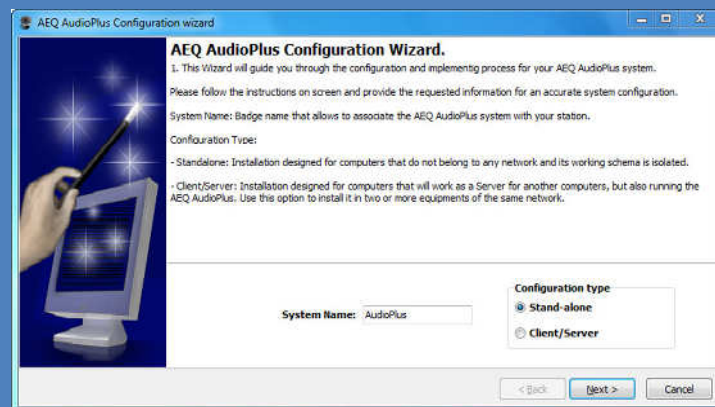 AEQ AudioPlus Configuration wizard
AEQ AudioPlus Configuration Wizard.
1. This Wizard will guide you through the configuration and implementig process for your AEQ AudioPlus system.
Please follow the instructions on screen and provide the requested information for an accurate system configuration.
System Name: Badge name that allows to associate the AEQ AudioPlus system with your station.
Configuration Type:
- Standalone: Installation designed for computers that do not belong to any network and its working schema is isolated.
- Client/Server: Installation designed for computers that will work as a Server for another computers, but also running the
AEQ AudioPlus. Use this option to install it in two or more equipments of the same network.
Configuration type
System Name: AudioPlus
Stand-alone
Client/Server
< Back Next > Cancel